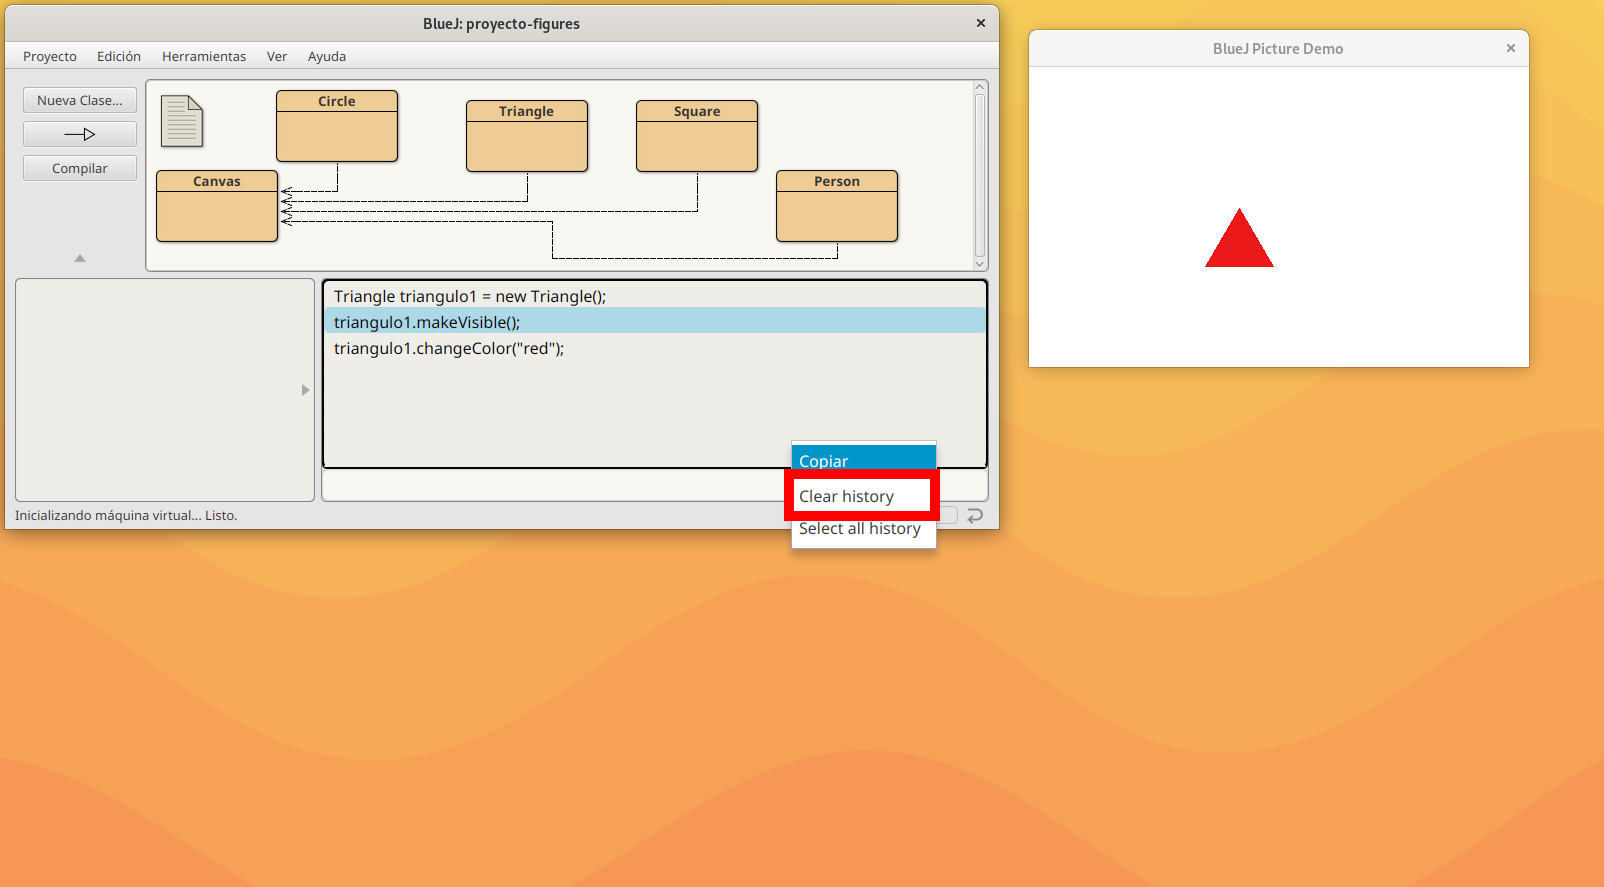 BlueJ: proyecto-figures
Proyecto Edición Herramientas Ver Ayuda
Nueva Clase...
Compilar
Circle
Triangle
Square
Canvas
Person
Triangle triangulo1 = new Triangle();
triangulo1.makeVisible();
triangulo1.changeColor("red");
Copiar
Clear history
Select all history
Inicializando máquina virtual... Listo.
BlueJ Picture Demo